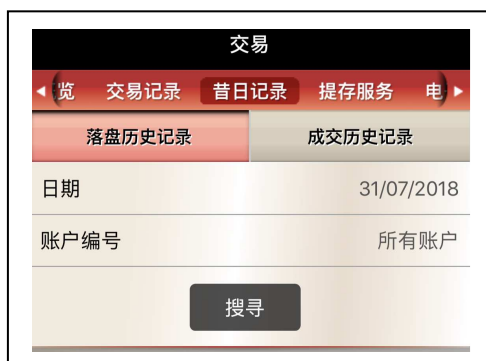 交易
览 交易记录 昔日记录 提存服务 电
落盘历史记录 成交历史记录
日期 31/07/2018
账户编号 所有账户
搜寻